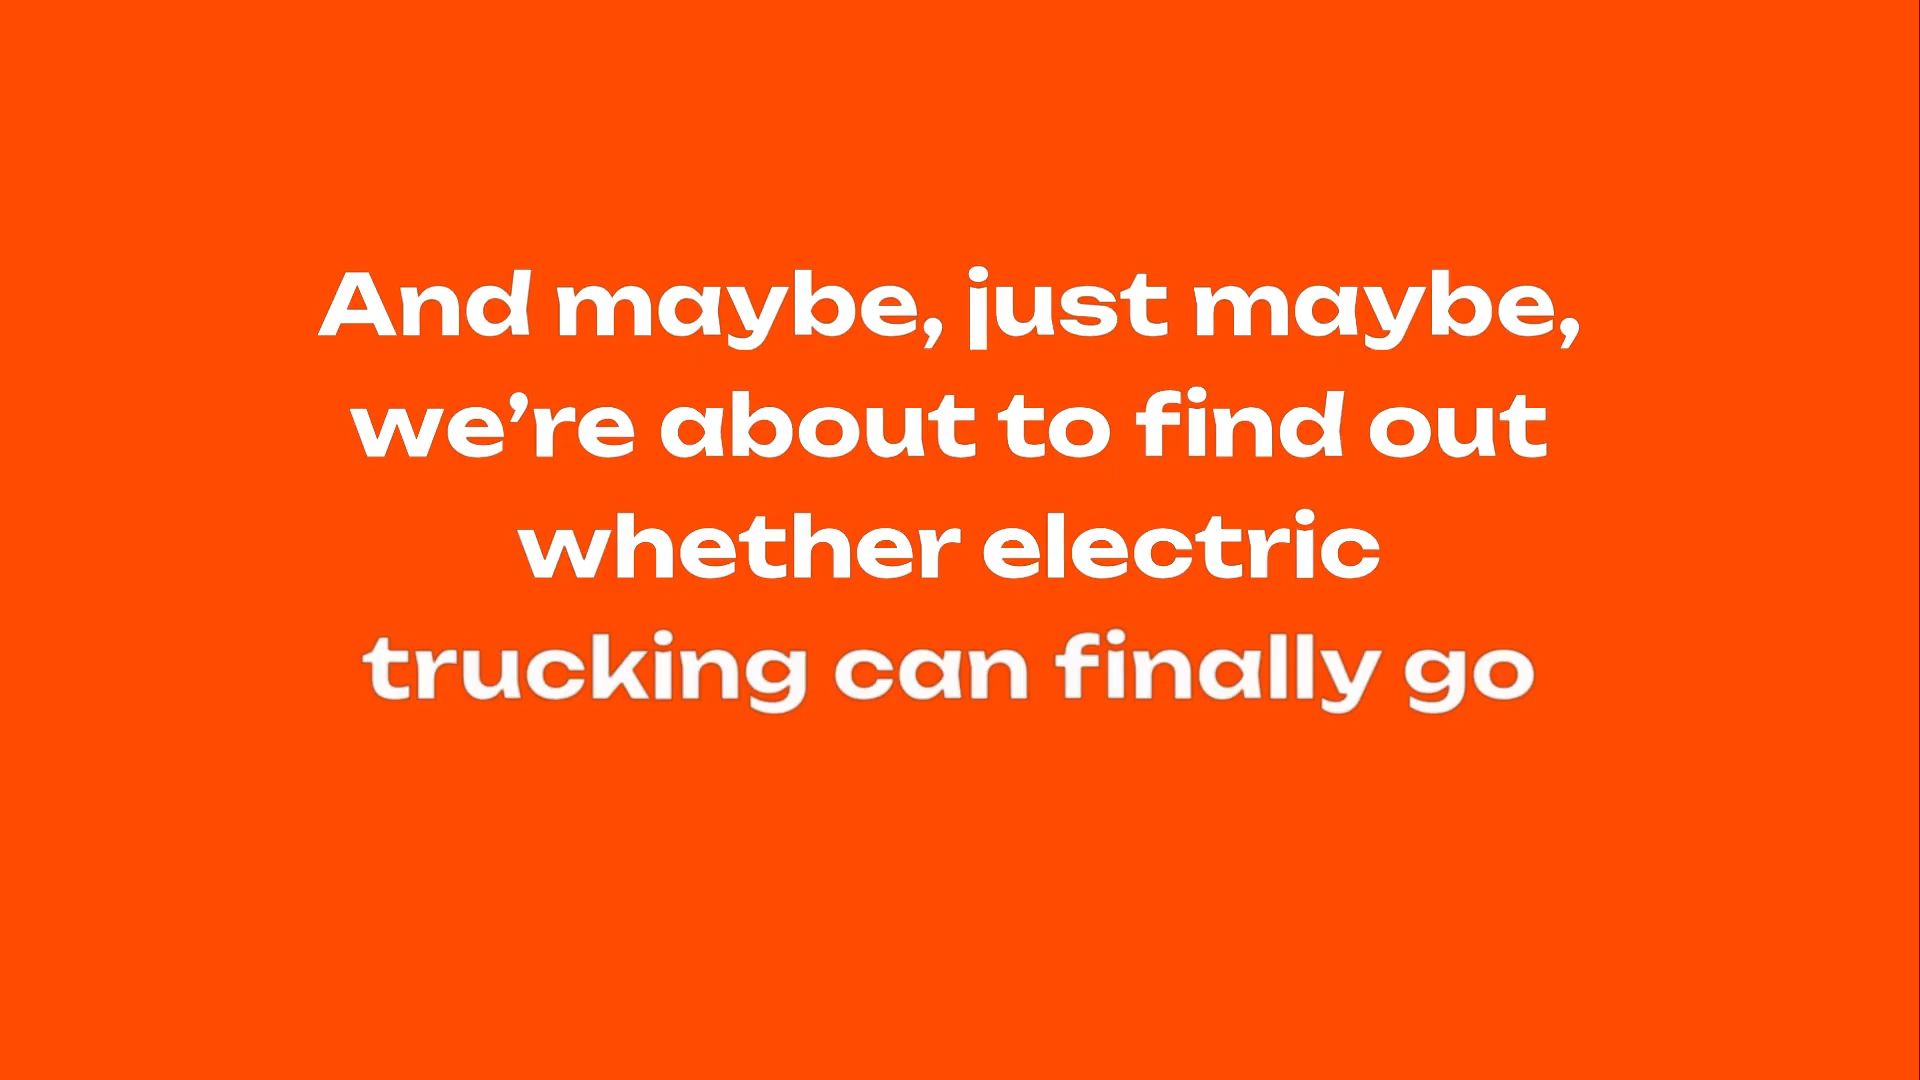 And maybe, just maybe,
we’re about to find out
whether electric
trucking can finally go